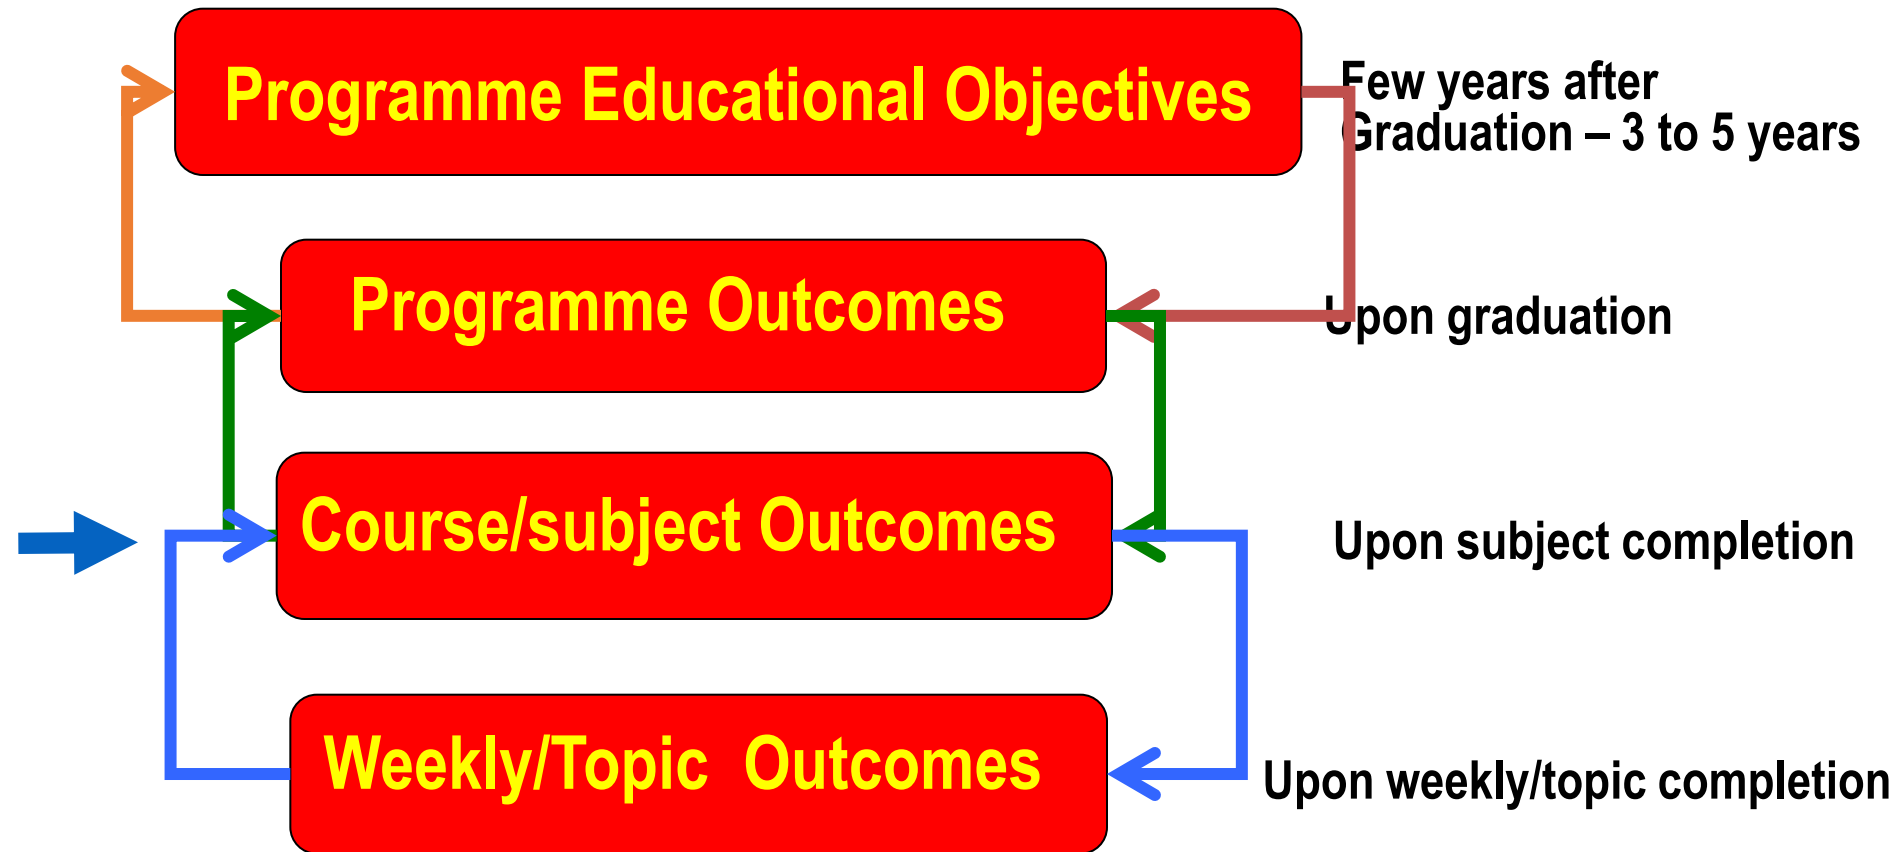 Programme Educational Objectives
Few years after
Graduation – 3 to 5 years
Programme Outcomes
Upon graduation
Course/subject Outcomes
Upon subject completion
Weekly/Topic Outcomes
Upon weekly/topic completion